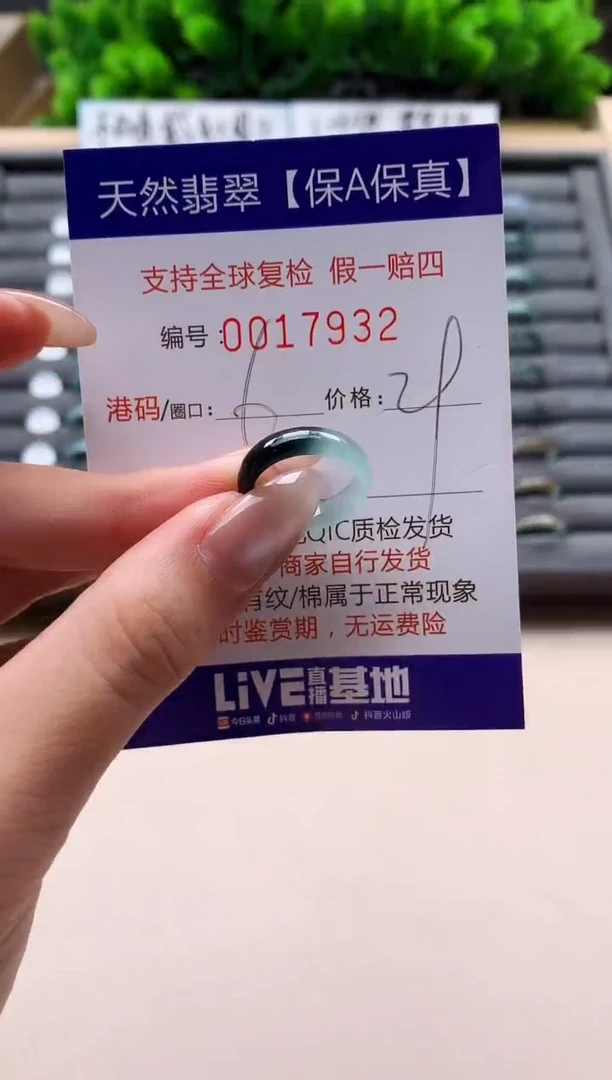 天然翡翠【保A保真】
支持全球复检 假一赔四
编号:0017932
港码/圈口: 6 价格:
QIC质检发货
商家自行发货
有纹/棉属于正常现象
时鉴赏期，无运费险
LiVE直播基地
今日头条 抖音 西瓜视频 抖音火山版